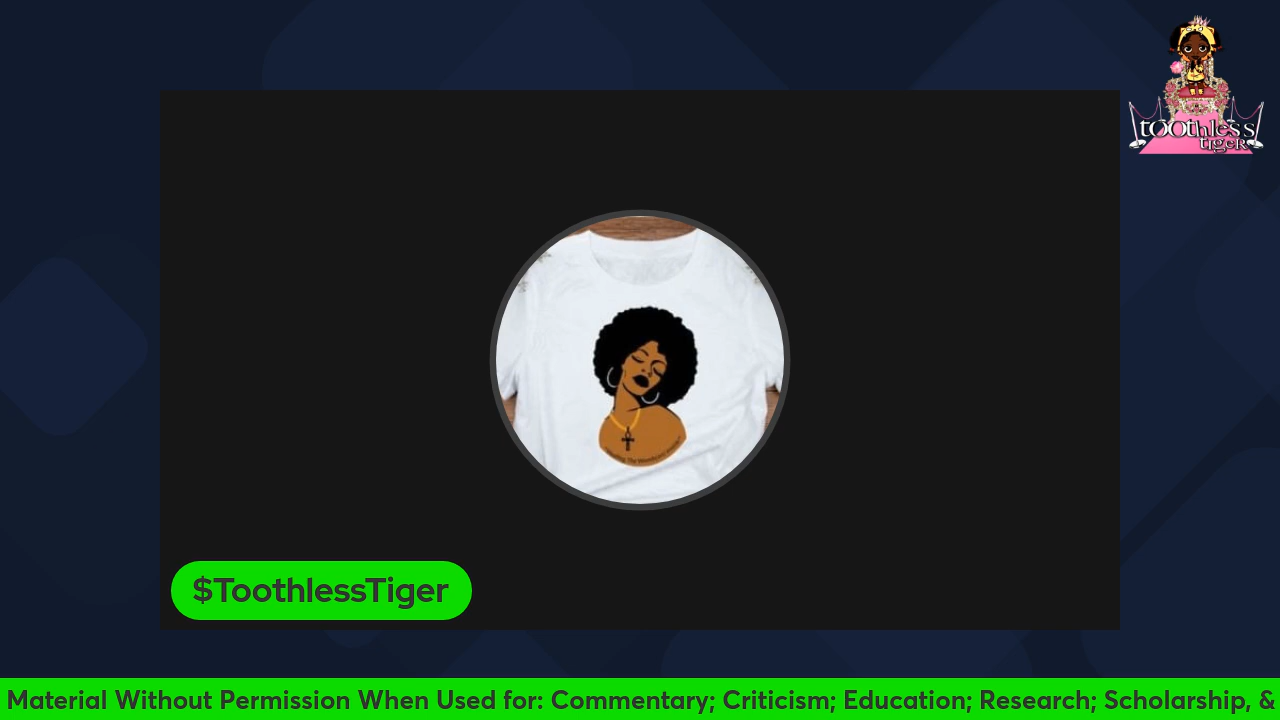 toothless
tiger
$ToothlessTiger
Material Without Permission When Used for: Commentary; Criticism; Education; Research; Scholarship, &